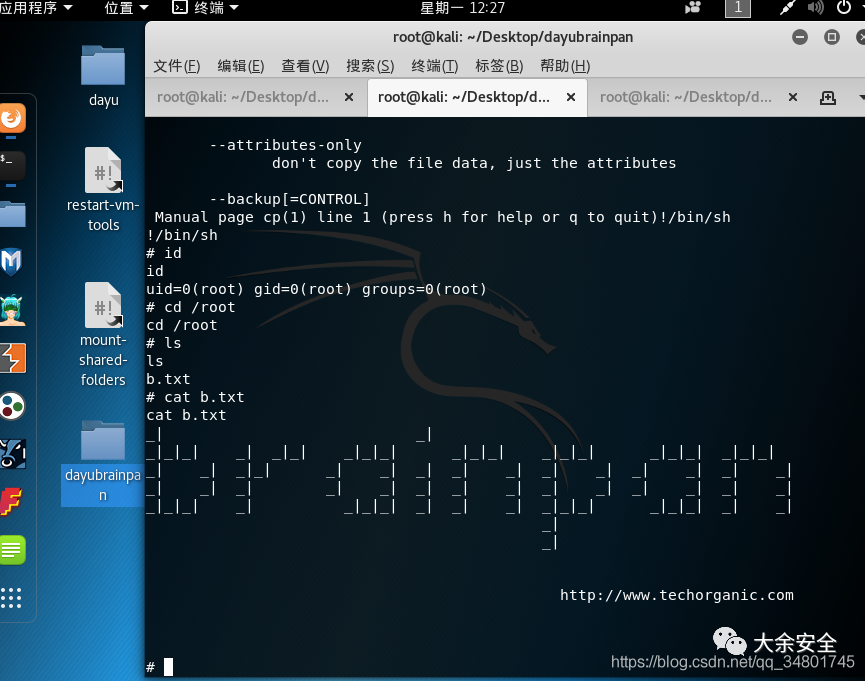 应用程序 位置 终端 星期一 12:27 1
root@kali: ~/Desktop/dayubrainpan
文件(F) 编辑(E) 查看(V) 搜索(S) 终端(T) 标签(B) 帮助(H)
root@kali: ~/Desktop/d... × root@kali: ~/Desktop/d... × root@kali: ~/Desktop/d... ×
dayu
#!
restart-vm-
tools
#!
mount-
shared-
folders
dayubrainpa
n
--attributes-only
don't copy the file data, just the attributes
--backup[=CONTROL]
Manual page cp(1) line 1 (press h for help or q to quit)!/bin/sh
!/bin/sh
# id
id
uid=0(root) gid=0(root) groups=0(root)
# cd /root
cd /root
# ls
ls
b.txt
# cat b.txt
cat b.txt
brainpan
http://www.techorganic.com
#
大余安全
https://blog.csdn.net/qq_34801745